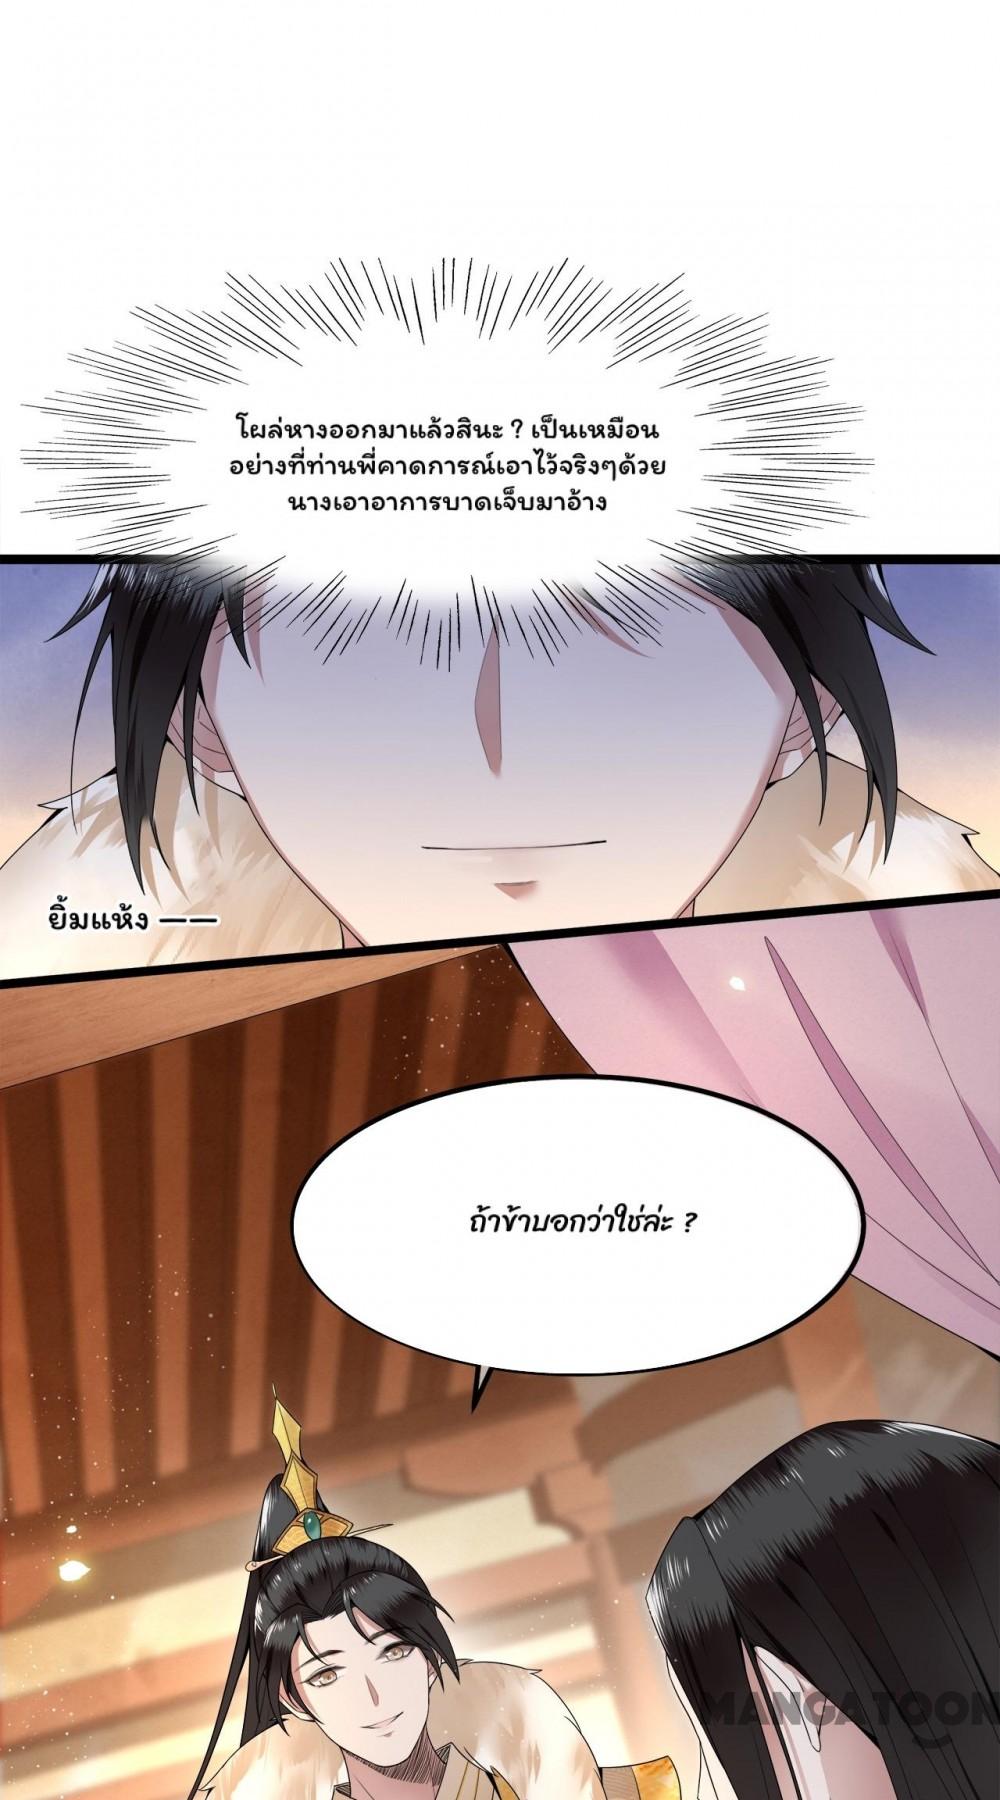 โผล่หางออกมาแล้วสินะ ? เป็นเหมือน
อย่างที่ท่านพี่คาดการณ์เอาไว้จริงๆด้วย
นางเอาอาการบาดเจ็บมาอ้าง
ยิ้มแห้ง ——
ถ้าข้าบอกว่าใช่ล่ะ ?
MANGATOON